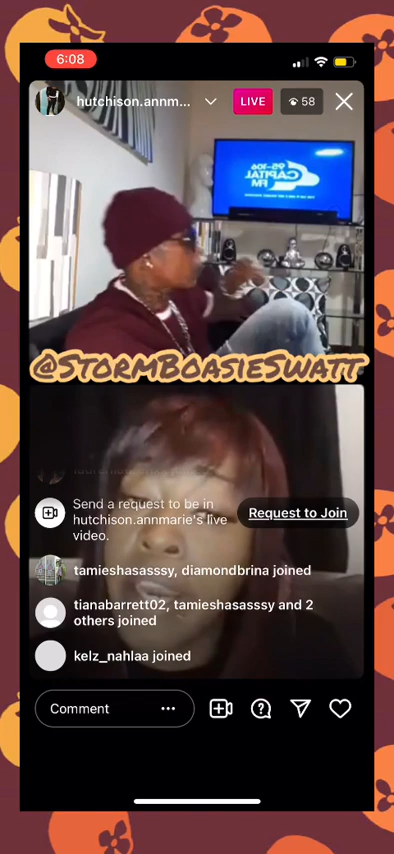 6:08
hutchison.annm...
LIVE
58
95-106
CAPITAL
FM
@StormBoasieSwatt
Send a request to be in
hutchison.annmarie's live
video.
Request to Join
tamieshasasssy, diamondbrina joined
tianabarrett02, tamieshasasssy and 2
others joined
kelz_nahlaa joined
Comment